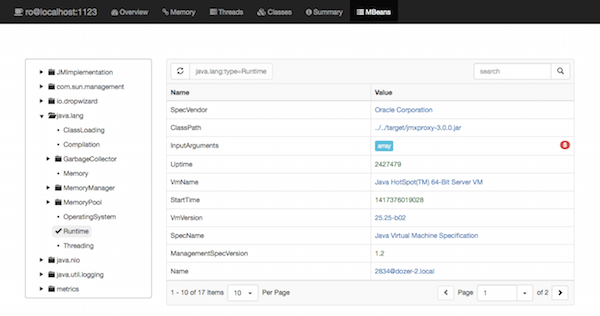 ro@localhost:1123 Overview Memory Threads Classes Summary MBeans
JMImplementation
com.sun.management
io.dropwizard
java.lang
ClassLoading
Compilation
GarbageCollector
Memory
MemoryManager
MemoryPool
OperatingSystem
Runtime
Threading
java.nio
java.util.logging
metrics
java.lang:type=Runtime search
Name Value
SpecVendor Oracle Corporation
ClassPath ../../target/jmxproxy-3.0.0.jar
InputArguments array 8
Uptime 2427479
VmName Java HotSpot(TM) 64-Bit Server VM
StartTime 1417376019028
VmVersion 25.25-b02
SpecName Java Virtual Machine Specification
ManagementSpecVersion 1.2
Name 2834@dozer-2.local
1 - 10 of 17 Items 10 Per Page Page 1 of 2